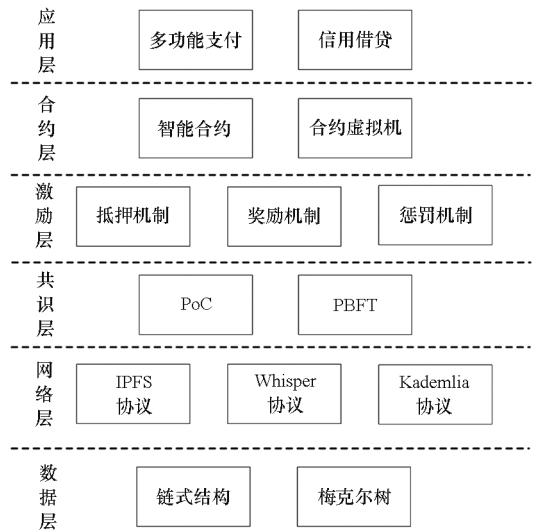 应用层
多功能支付
信用借贷
合约层
智能合约
合约虚拟机
激励层
抵押机制
奖励机制
惩罚机制
共识层
PoC
PBFT
网络层
IPFS
协议
Whisper
协议
Kademlia
协议
数据层
链式结构
梅克尔树